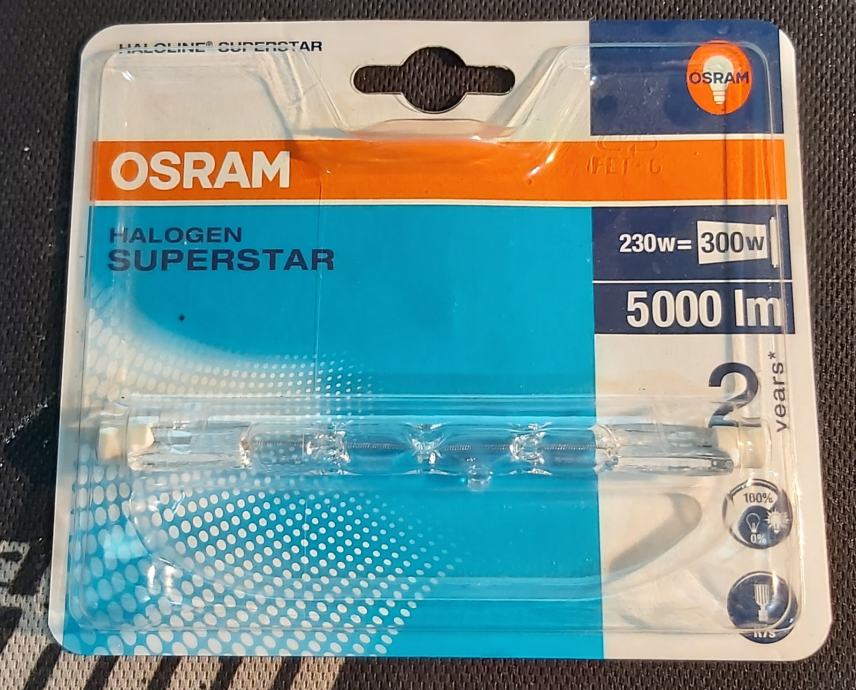 HALOLINE® SUPERSTAR
OSRAM
OSRAM
HALOGEN
SUPERSTAR
230w= 300w
5000 lm
2 years*
100%
0%
R7s